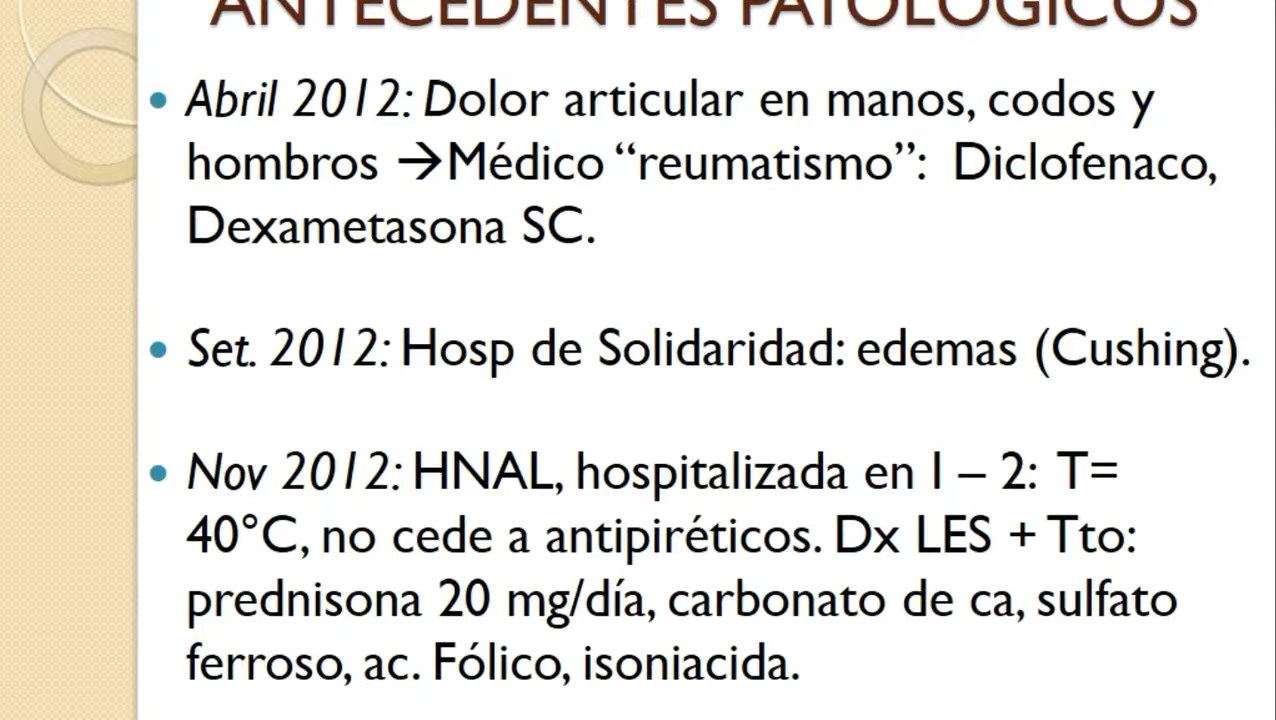 ANTECEDENTES PATOLÓGICOS
• Abril 2012: Dolor articular en manos, codos y
hombros →Médico “reumatismo”: Diclofenaco,
Dexametasona SC.
• Set. 2012: Hosp de Solidaridad: edemas (Cushing).
• Nov 2012: HNAL, hospitalizada en I – 2: T=
40°C, no cede a antipiréticos. Dx LES + Tto:
prednisona 20 mg/día, carbonato de ca, sulfato
ferroso, ac. Fólico, isoniacida.